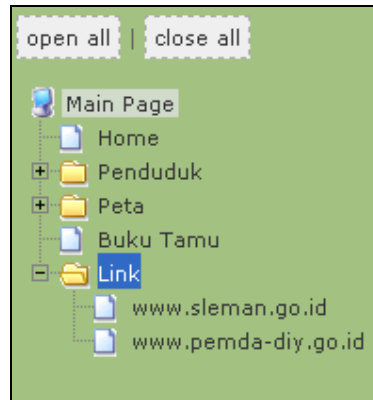 open all | close all
Main Page
Home
Penduduk
Peta
Buku Tamu
Link
www.sleman.go.id
www.pemda-diy.go.id